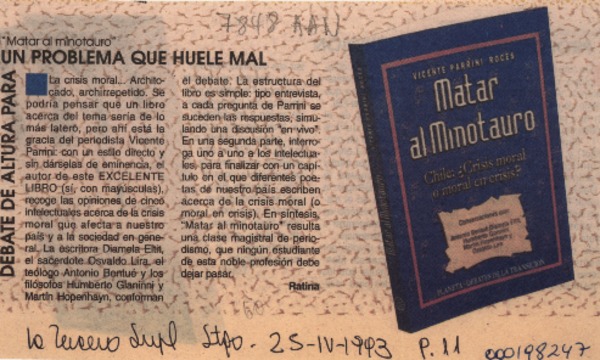 7848 AAN
"Matar al minotauro"
UN PROBLEMA QUE HUELE MAL
DEBATE DE ALTURA PARA
La crisis moral... Archito-
cado, archirrepetido. Se
podría pensar que un libro
acerca del tema sería de lo
más latero, pero ahí está la
gracia del periodista Vicente
Parrini: con un estilo directo y
sin dárselas de eminencia, el
autor de este EXCELENTE
LIBRO (sí, con mayúsculas),
recoge las opiniones de cinco
intelectuales acerca de la crisis
moral que afecta a nuestro
país y a la sociedad en gene-
ral. La escritora Diamela Eltit,
el sacerdote Osvaldo Lira, el
teólogo Antonio Bentué y los
filósofos Humberto Giannini y
Martín Hopenhayn, conforman
el debate. La estructura del
libro es simple: tipo entrevista,
a cada pregunta de Parrini se
suceden las respuestas, simu-
lando una discusión "en vivo".
En una segunda parte, interro-
ga uno a uno a los intelectua-
les, para finalizar con un capí-
tulo en el que diferentes poe-
tas de nuestro país escriben
acerca de la crisis moral (o
moral en crisis). En síntesis,
"Matar al minotauro" resulta
una clase magistral de perio-
dismo, que ningún estudiante
de esta noble profesión debe
dejar pasar.
Ratina
VICENTE PARRINI ROCES
Matar
al Minotauro
Chile: ¿Crisis moral
o moral en crisis?
Conversaciones con:
PLANETA
DE LA TRANSICION
La Tercera Supl Stgo. - 25-IV-1993 P. 11 000198247